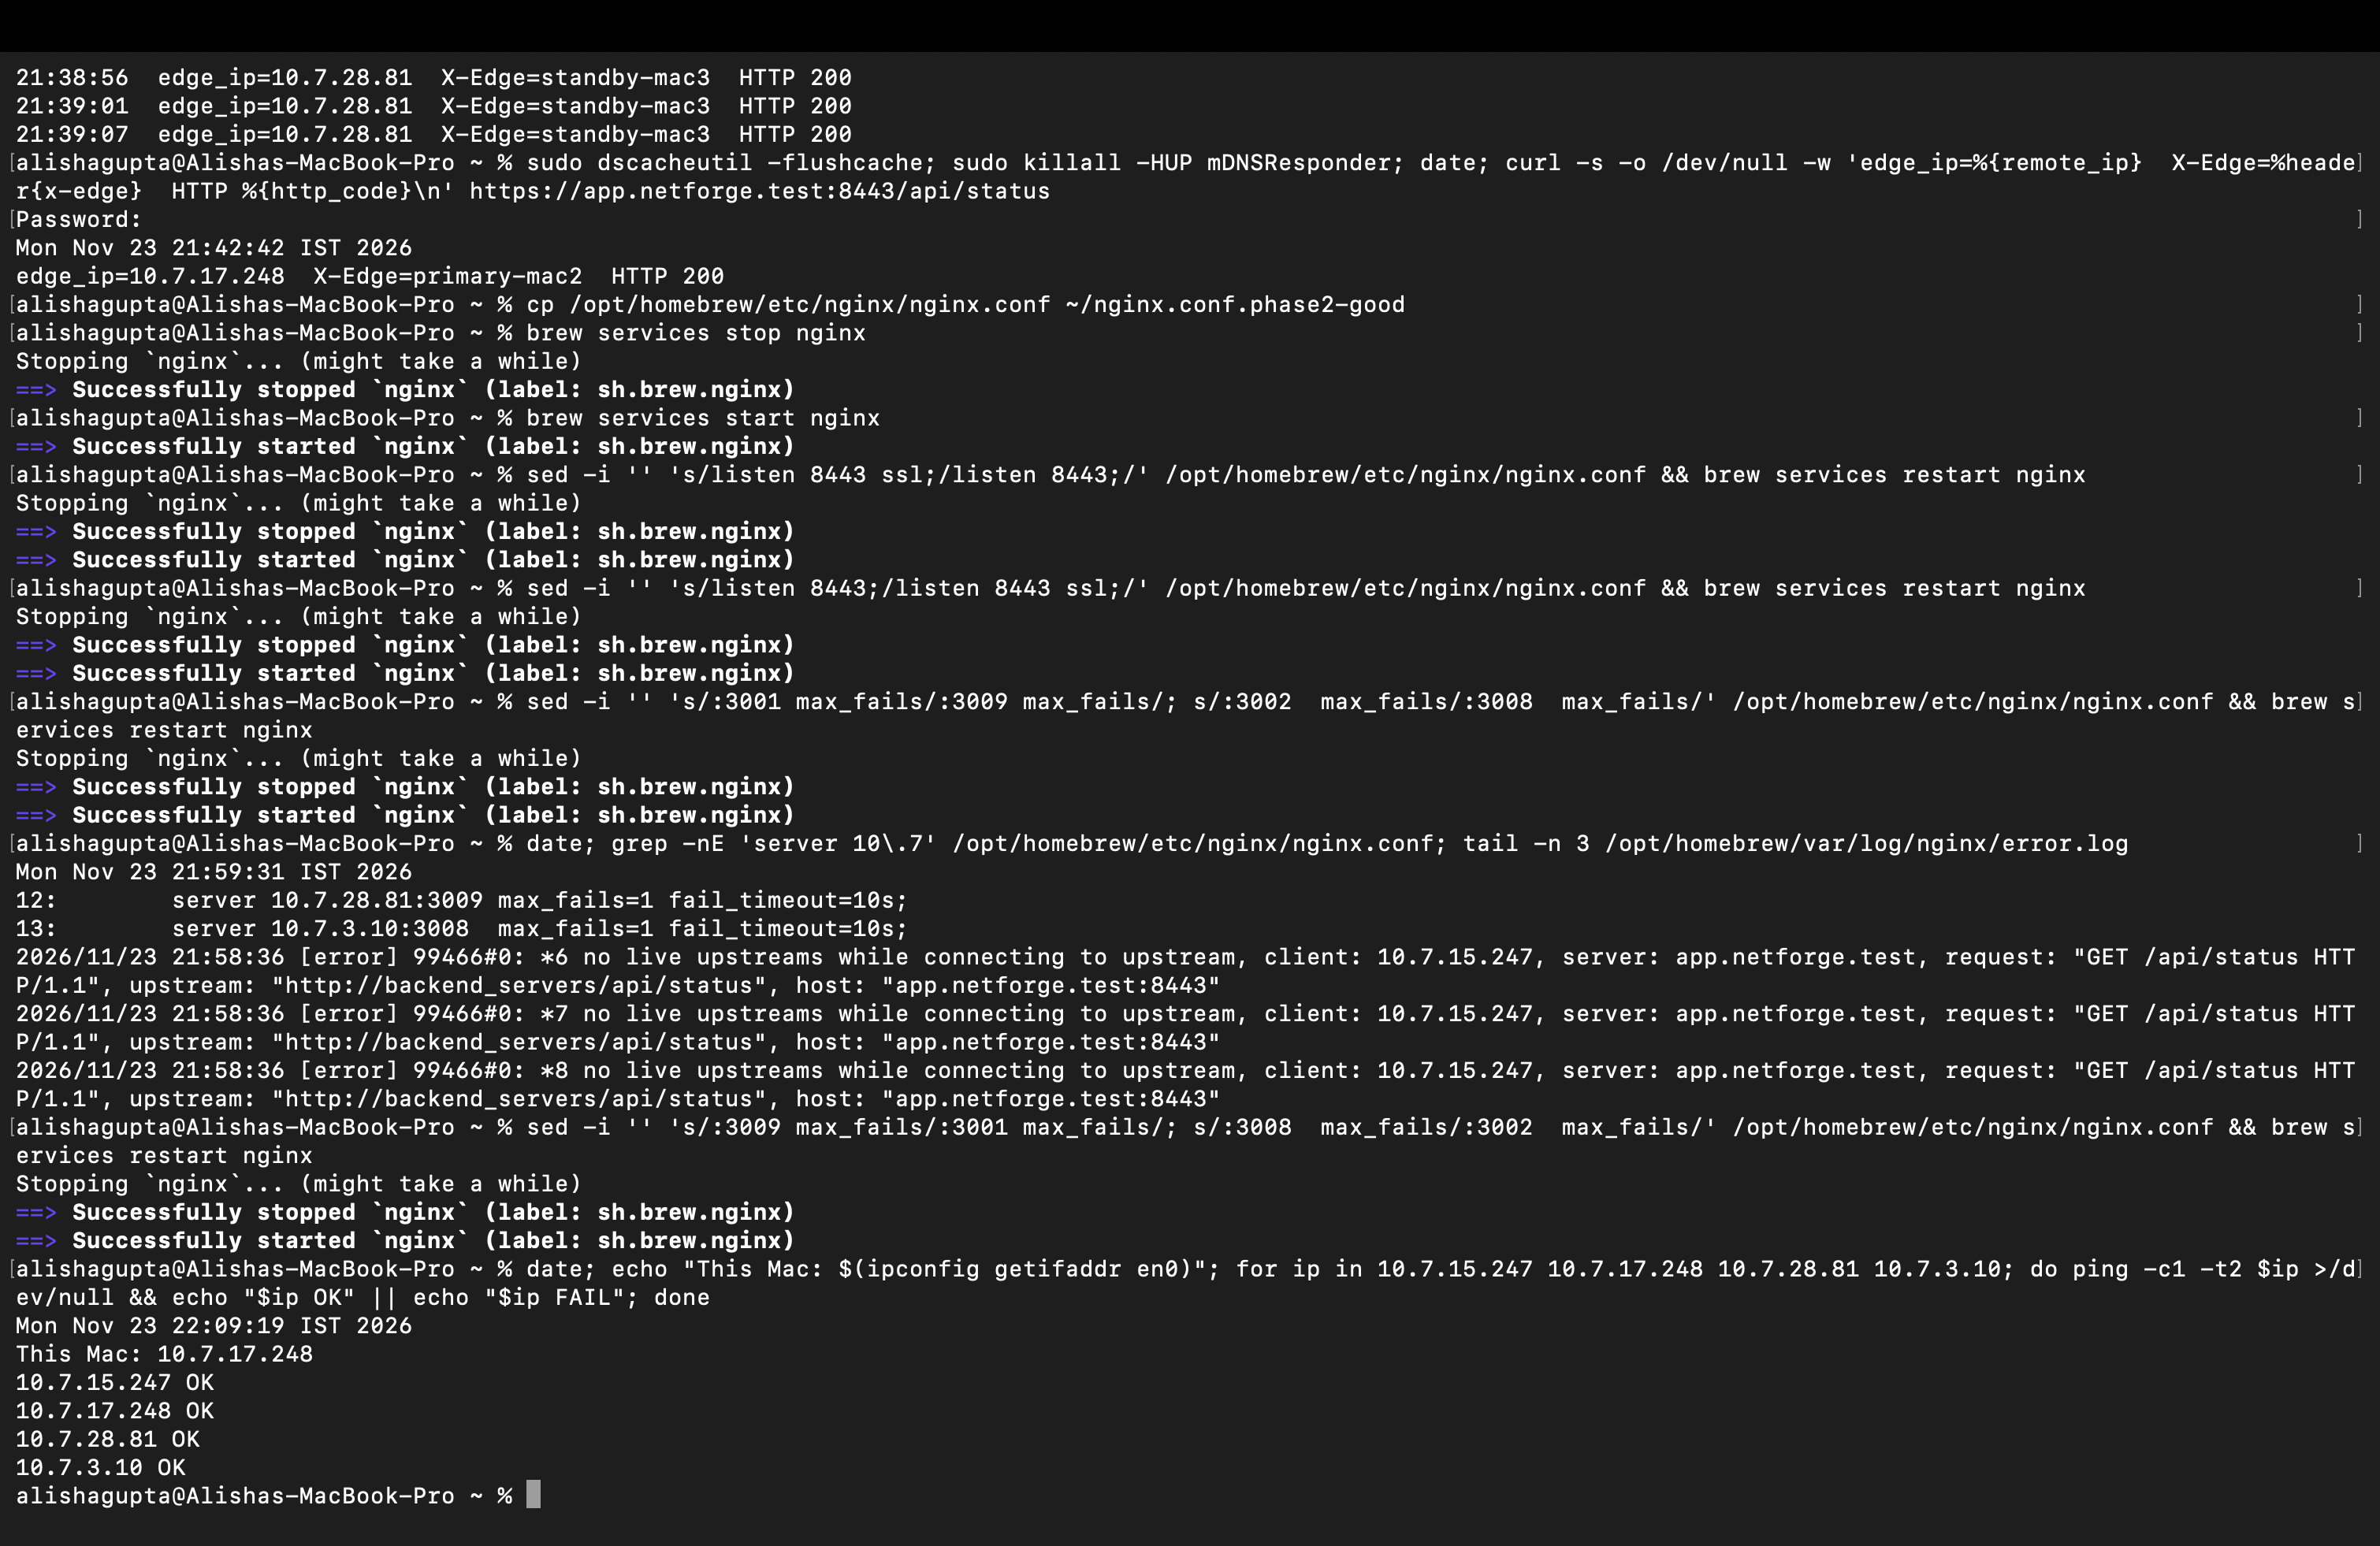 21:38:56  edge_ip=10.7.28.81  X-Edge=standby-mac3  HTTP 200
21:39:01  edge_ip=10.7.28.81  X-Edge=standby-mac3  HTTP 200
21:39:07  edge_ip=10.7.28.81  X-Edge=standby-mac3  HTTP 200
[alishagupta@Alishas-MacBook-Pro ~ % sudo dscacheutil -flushcache; sudo killall -HUP mDNSResponder; date; curl -s -o /dev/null -w 'edge_ip=%{remote_ip}  X-Edge=%heade]
r{x-edge}  HTTP %{http_code}\n' https://app.netforge.test:8443/api/status
[Password:                                                                ]
Mon Nov 23 21:42:42 IST 2026
edge_ip=10.7.17.248  X-Edge=primary-mac2  HTTP 200
[alishagupta@Alishas-MacBook-Pro ~ % cp /opt/homebrew/etc/nginx/nginx.conf ~/nginx.conf.phase2-good ]
[alishagupta@Alishas-MacBook-Pro ~ % brew services stop nginx ]
Stopping `nginx`... (might take a while)
==> Successfully stopped `nginx` (label: sh.brew.nginx)
[alishagupta@Alishas-MacBook-Pro ~ % brew services start nginx ]
==> Successfully started `nginx` (label: sh.brew.nginx)
[alishagupta@Alishas-MacBook-Pro ~ % sed -i '' 's/listen 8443 ssl;/listen 8443;/' /opt/homebrew/etc/nginx/nginx.conf && brew services restart nginx ]
Stopping `nginx`... (might take a while)
==> Successfully stopped `nginx` (label: sh.brew.nginx)
==> Successfully started `nginx` (label: sh.brew.nginx)
[alishagupta@Alishas-MacBook-Pro ~ % sed -i '' 's/listen 8443;/listen 8443 ssl;/' /opt/homebrew/etc/nginx/nginx.conf && brew services restart nginx ]
Stopping `nginx`... (might take a while)
==> Successfully stopped `nginx` (label: sh.brew.nginx)
==> Successfully started `nginx` (label: sh.brew.nginx)
[alishagupta@Alishas-MacBook-Pro ~ % sed -i '' 's/:3001 max_fails/:3009 max_fails/; s/:3002  max_fails/:3008  max_fails/' /opt/homebrew/etc/nginx/nginx.conf && brew s]
ervices restart nginx
Stopping `nginx`... (might take a while)
==> Successfully stopped `nginx` (label: sh.brew.nginx)
==> Successfully started `nginx` (label: sh.brew.nginx)
[alishagupta@Alishas-MacBook-Pro ~ % date; grep -nE 'server 10\.7' /opt/homebrew/etc/nginx/nginx.conf; tail -n 3 /opt/homebrew/var/log/nginx/error.log ]
Mon Nov 23 21:59:31 IST 2026
12:        server 10.7.28.81:3009 max_fails=1 fail_timeout=10s;
13:        server 10.7.3.10:3008  max_fails=1 fail_timeout=10s;
2026/11/23 21:58:36 [error] 99466#0: *6 no live upstreams while connecting to upstream, client: 10.7.15.247, server: app.netforge.test, request: "GET /api/status HTT
P/1.1", upstream: "http://backend_servers/api/status", host: "app.netforge.test:8443"
2026/11/23 21:58:36 [error] 99466#0: *7 no live upstreams while connecting to upstream, client: 10.7.15.247, server: app.netforge.test, request: "GET /api/status HTT
P/1.1", upstream: "http://backend_servers/api/status", host: "app.netforge.test:8443"
2026/11/23 21:58:36 [error] 99466#0: *8 no live upstreams while connecting to upstream, client: 10.7.15.247, server: app.netforge.test, request: "GET /api/status HTT
P/1.1", upstream: "http://backend_servers/api/status", host: "app.netforge.test:8443"
[alishagupta@Alishas-MacBook-Pro ~ % sed -i '' 's/:3009 max_fails/:3001 max_fails/; s/:3008  max_fails/:3002  max_fails/' /opt/homebrew/etc/nginx/nginx.conf && brew s]
ervices restart nginx
Stopping `nginx`... (might take a while)
==> Successfully stopped `nginx` (label: sh.brew.nginx)
==> Successfully started `nginx` (label: sh.brew.nginx)
[alishagupta@Alishas-MacBook-Pro ~ % date; echo "This Mac: $(ipconfig getifaddr en0)"; for ip in 10.7.15.247 10.7.17.248 10.7.28.81 10.7.3.10; do ping -c1 -t2 $ip >/d]
ev/null && echo "$ip OK" || echo "$ip FAIL"; done
Mon Nov 23 22:09:19 IST 2026
This Mac: 10.7.17.248
10.7.15.247 OK
10.7.17.248 OK
10.7.28.81 OK
10.7.3.10 OK
alishagupta@Alishas-MacBook-Pro ~ %